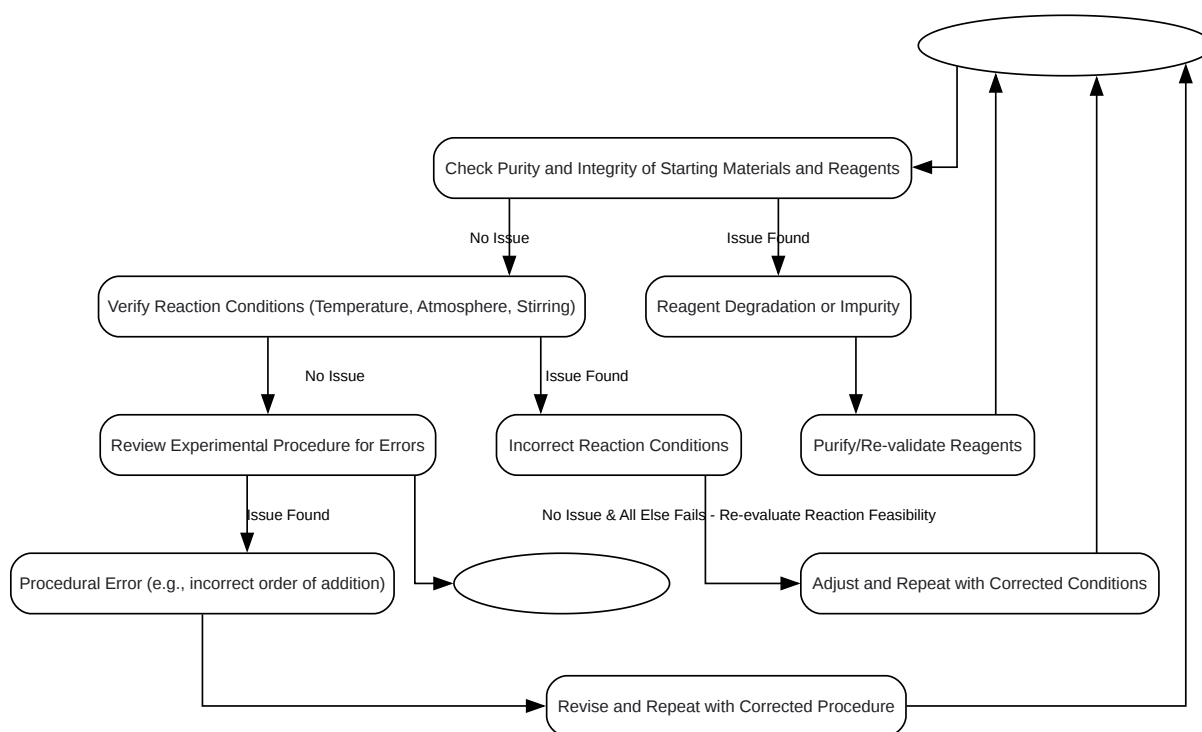 Check Purity and Integrity of Starting Materials and Reagents
No Issue
Issue Found
Verify Reaction Conditions (Temperature, Atmosphere, Stirring)
Reagent Degradation or Impurity
No Issue
Issue Found
Review Experimental Procedure for Errors
Incorrect Reaction Conditions
Purify/Re-validate Reagents
Issue Found
No Issue & All Else Fails - Re-evaluate Reaction Feasibility
Procedural Error (e.g., incorrect order of addition)
Adjust and Repeat with Corrected Conditions
Revise and Repeat with Corrected Procedure